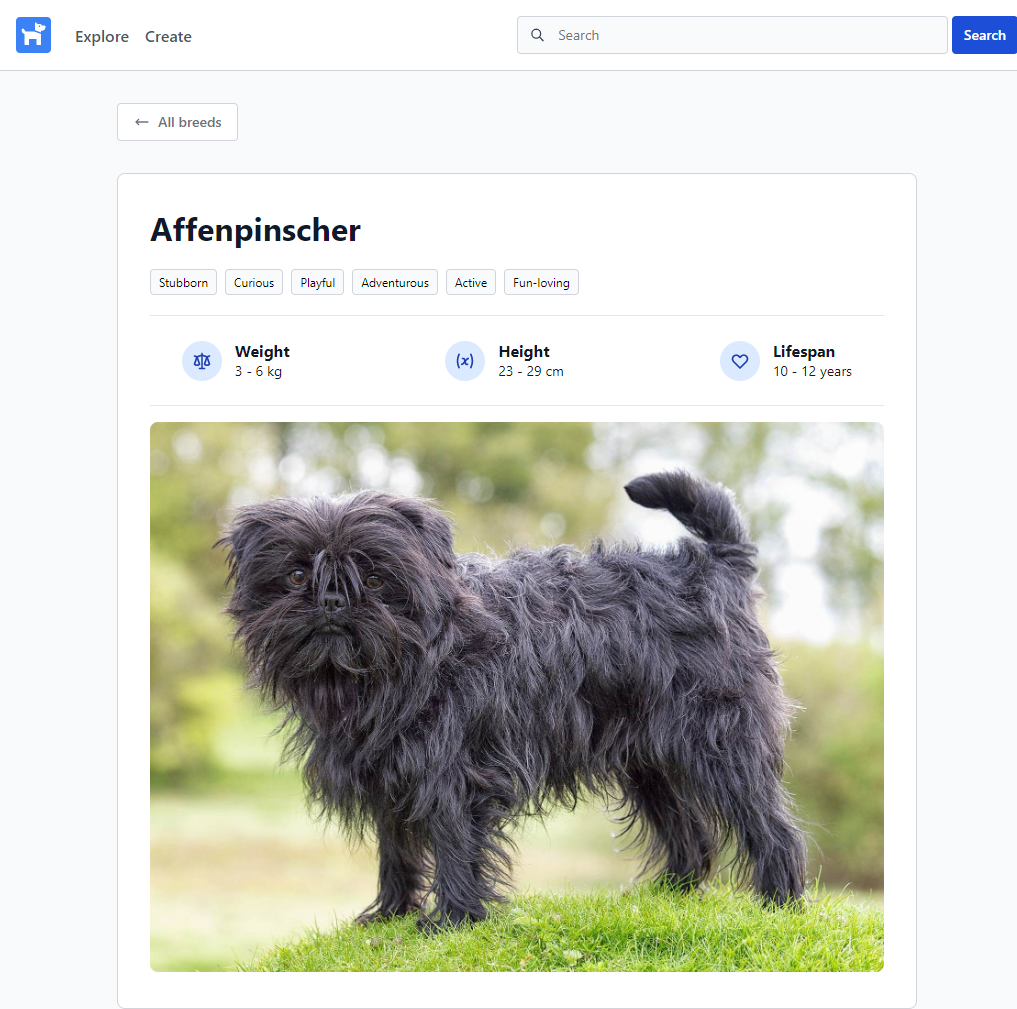 Explore Create Search Search
← All breeds
Affenpinscher
Stubborn Curious Playful Adventurous Active Fun-loving
Weight
3 - 6 kg
(x)
Height
23 - 29 cm
Lifespan
10 - 12 years